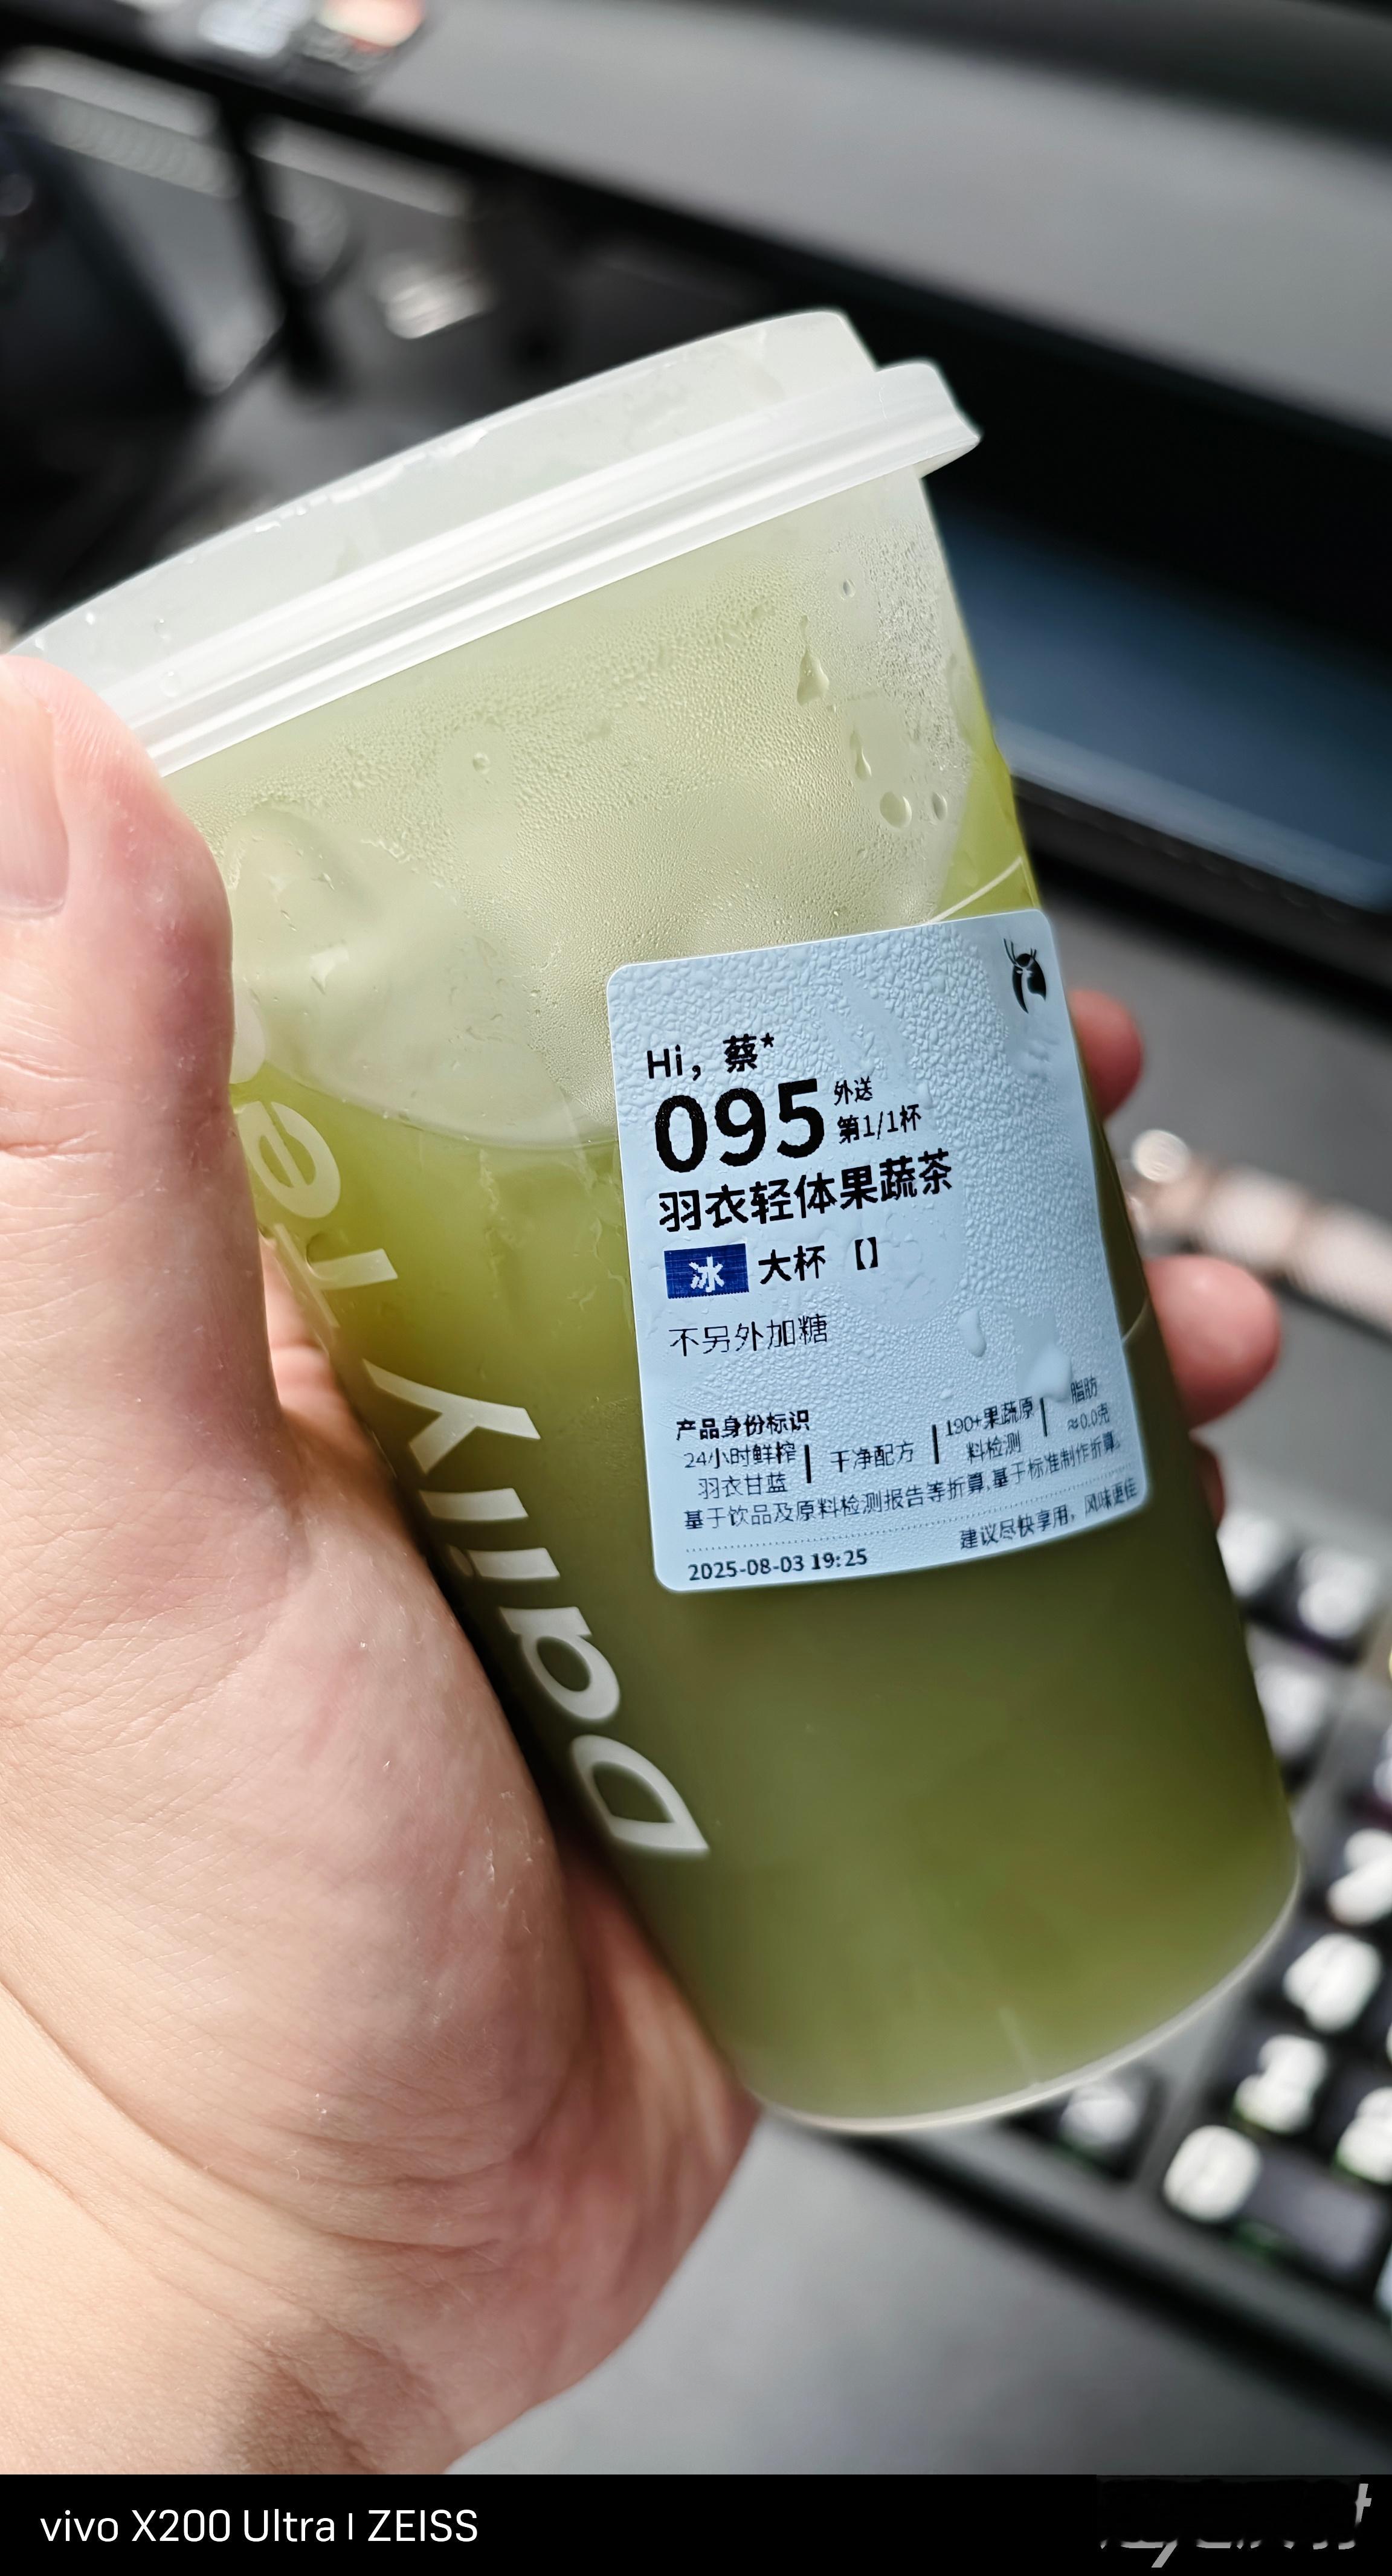 Hi，蔡*
095 外送
第1/1杯
羽衣轻体果蔬茶
冰 大杯 【】
不另外加糖
产品身份标识
24小时鲜榨羽衣甘蓝 | 干净配方 | 190+果蔬原料检测 | 脂肪≈0.0克
基于饮品及原料检测报告等折算,基于标准制作折算。
建议尽快享用，风味更佳
2025-08-03 19:25
Daily
vivo X200 Ultra | ZEISS